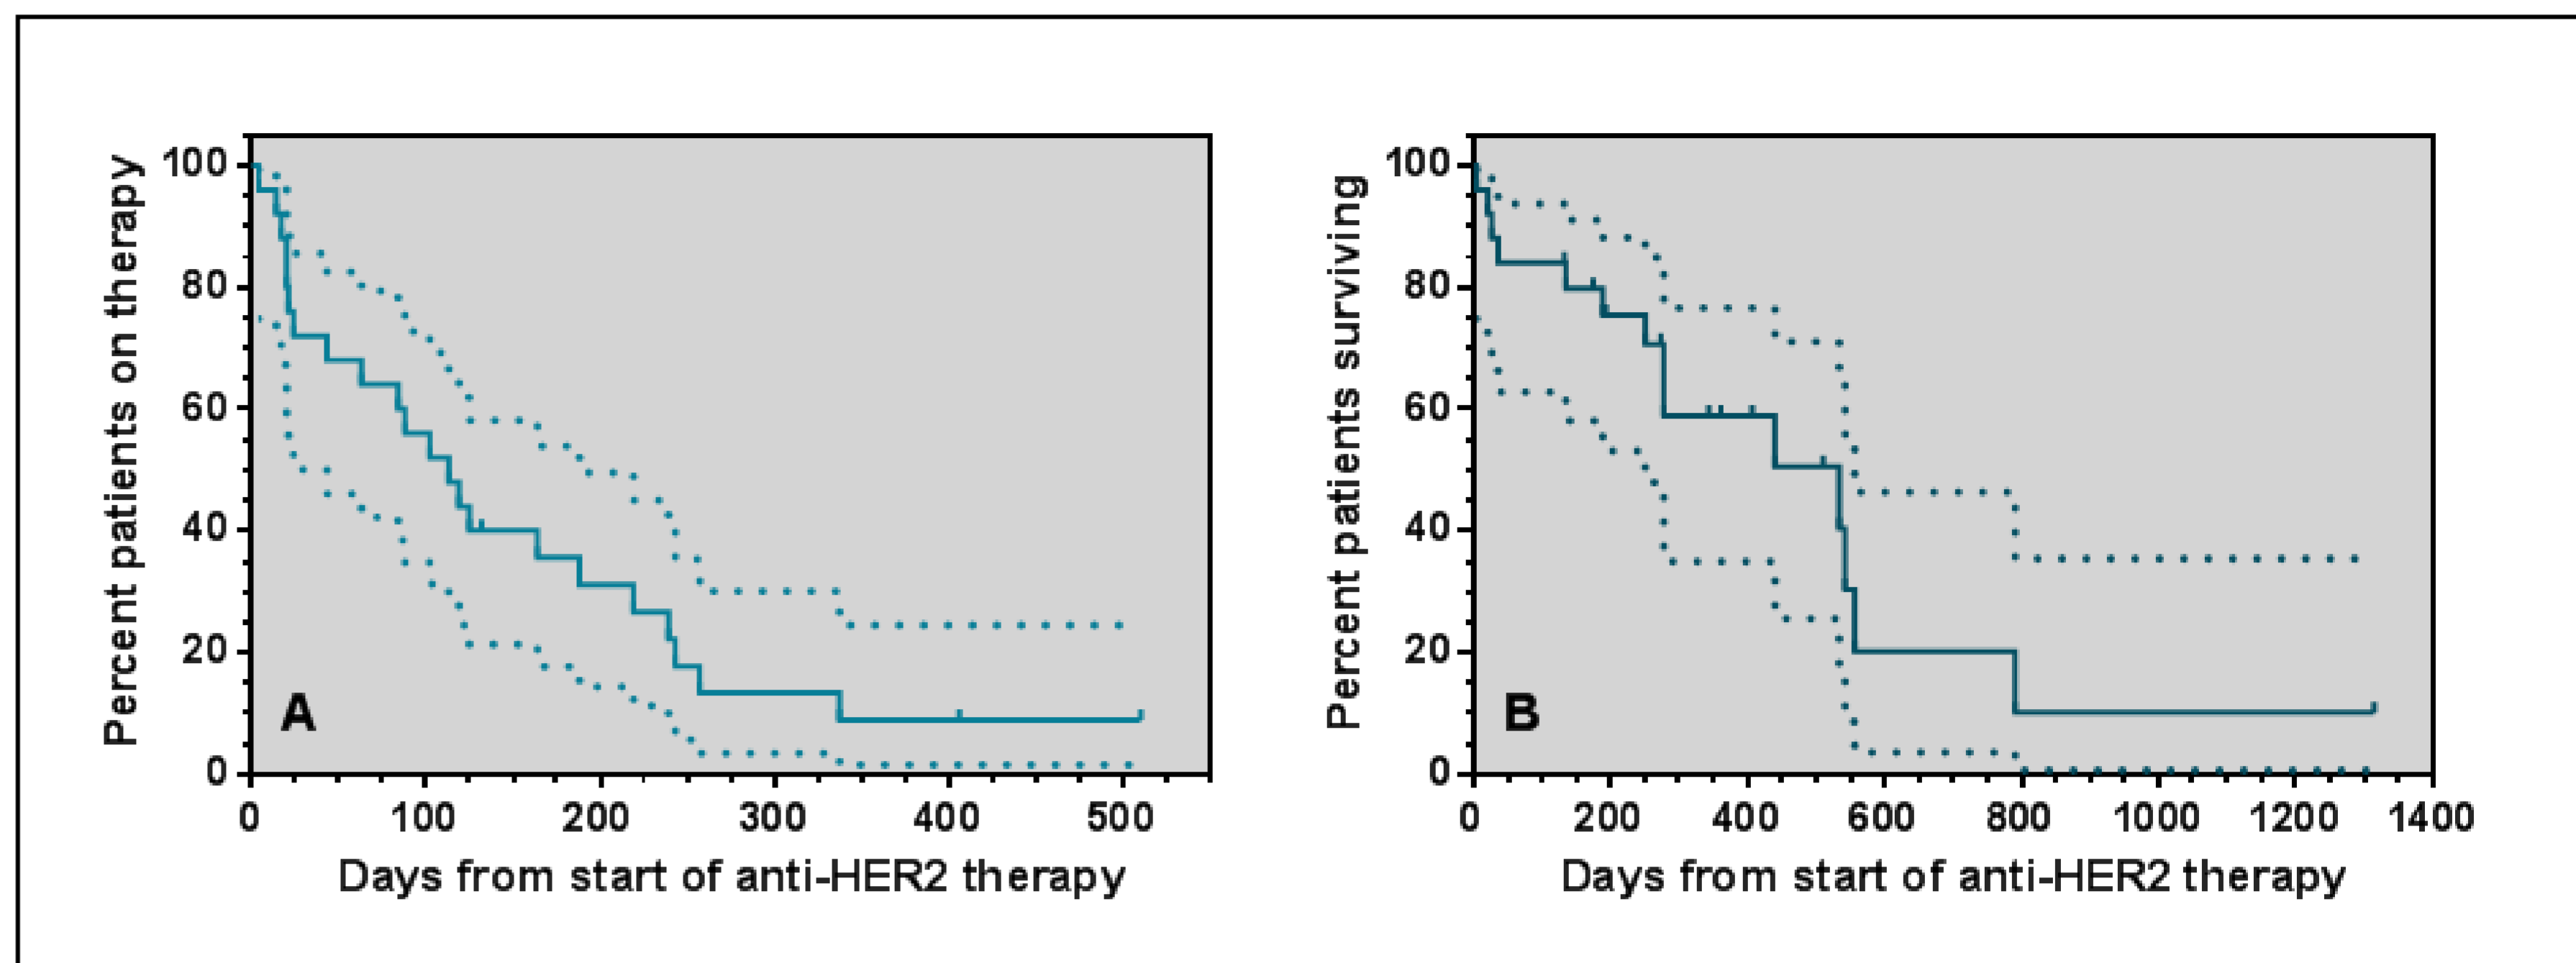 Percent patients on therapy
100
80
60
40
20
0
A
0 100 200 300 400 500
Days from start of anti-HER2 therapy
Percent patients surviving
100
80
60
40
20
0
B
0 200 400 600 800 1000 1200 1400
Days from start of anti-HER2 therapy